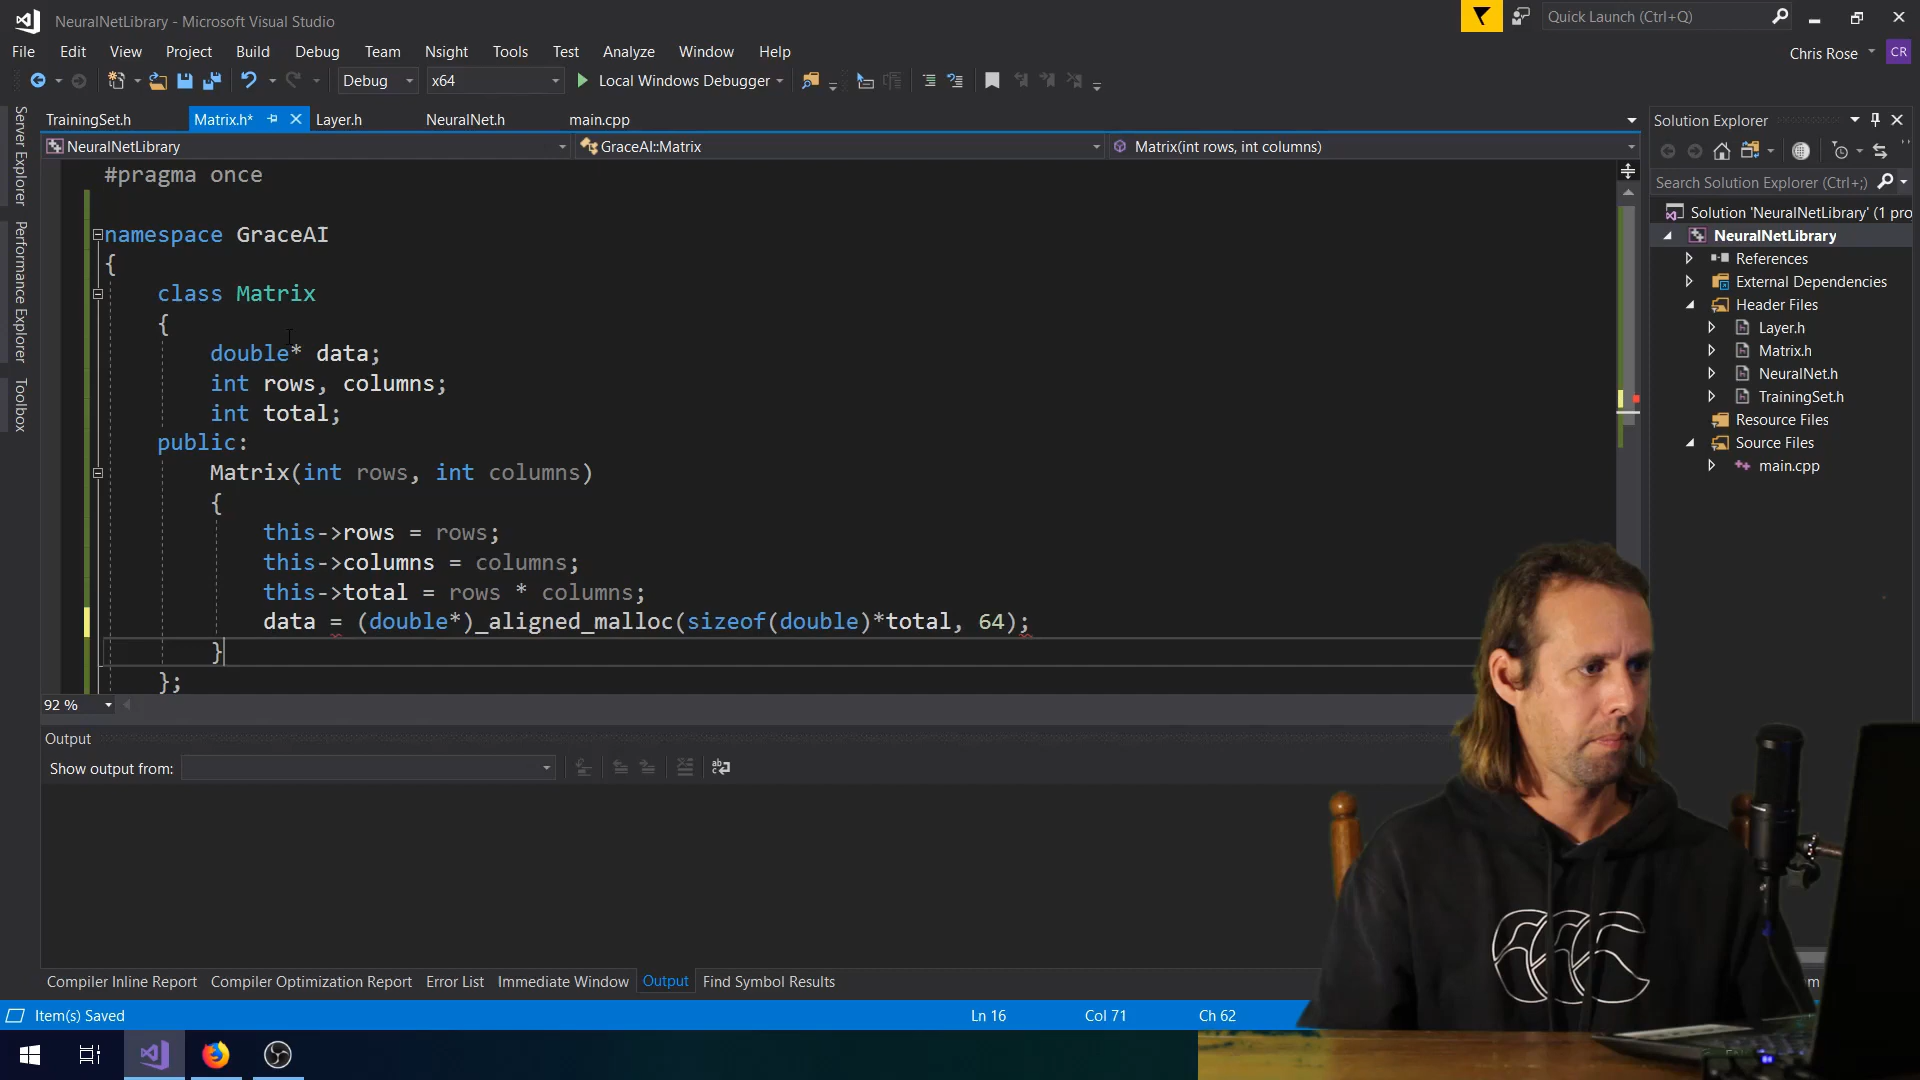 NeuralNetLibrary - Microsoft Visual Studio
Quick Launch (Ctrl+Q)
File Edit View Project Build Debug Team Nsight Tools Test Analyze Window Help
Chris Rose CR
Debug x64 Local Windows Debugger
TrainingSet.h Matrix.h* Layer.h NeuralNet.h main.cpp
NeuralNetLibrary GraceAI::Matrix Matrix(int rows, int columns)
#pragma once
namespace GraceAI
{
class Matrix
{
double* data;
int rows, columns;
int total;
public:
Matrix(int rows, int columns)
{
this->rows = rows;
this->columns = columns;
this->total = rows * columns;
data = (double*)_aligned_malloc(sizeof(double)*total, 64);
}
};
92 %
Server Explorer
Performance Explorer
Toolbox
Solution Explorer
Search Solution Explorer (Ctrl+;)
Solution 'NeuralNetLibrary' (1 pro
NeuralNetLibrary
References
External Dependencies
Header Files
Layer.h
Matrix.h
NeuralNet.h
TrainingSet.h
Resource Files
Source Files
main.cpp
Output
Show output from:
Compiler Inline Report Compiler Optimization Report Error List Immediate Window Output Find Symbol Results
Item(s) Saved Ln 16 Col 71 Ch 62